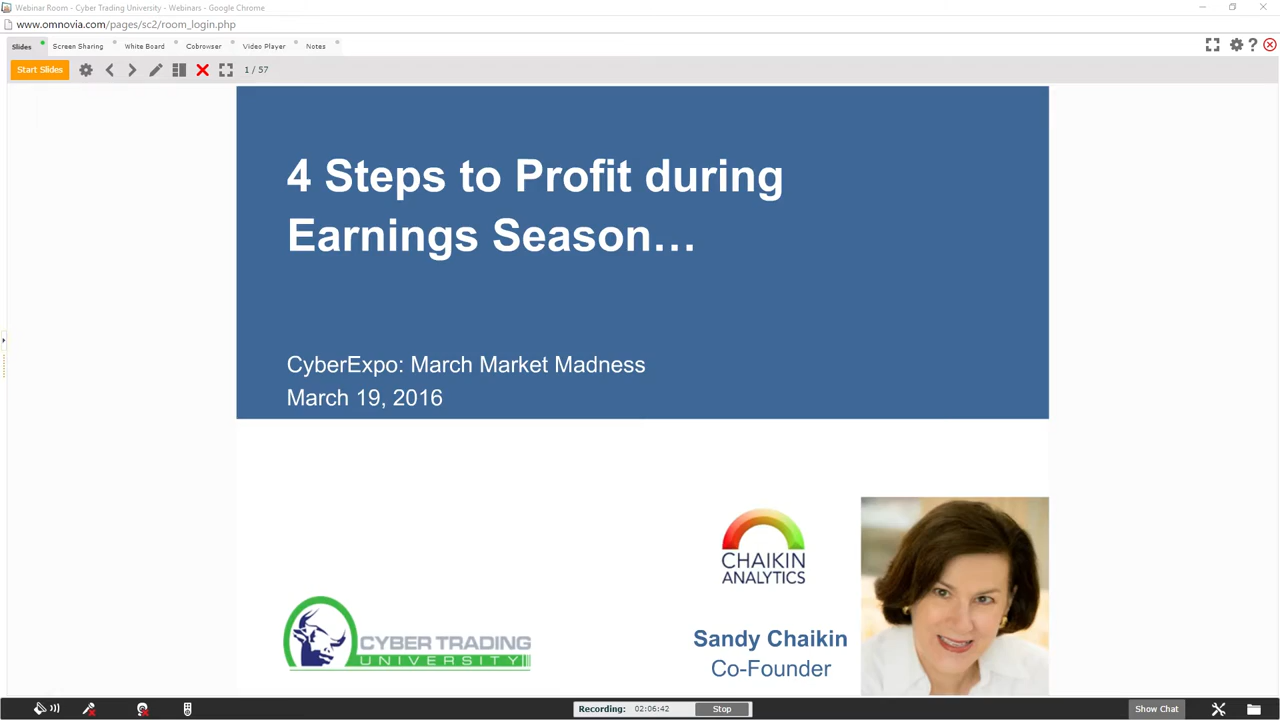 Webinar Room - Cyber Trading University - Webinars - Google Chrome
www.omnovia.com/pages/sc2/room_login.php
Slides Screen Sharing White Board Cobrowser Video Player Notes
Start Slides 1 / 57
4 Steps to Profit during
Earnings Season…
CyberExpo: March Market Madness
March 19, 2016
CHAIKIN
ANALYTICS
CYBER TRADING
UNIVERSITY
Sandy Chaikin
Co-Founder
Recording: 02:06:42 Stop
Show Chat